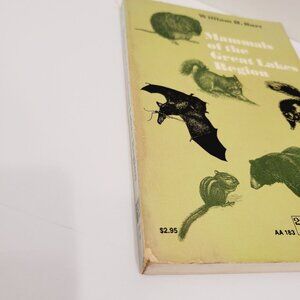 William H. Burt
Mammals
of the
Great Lakes
Region
$2.95
AA 183